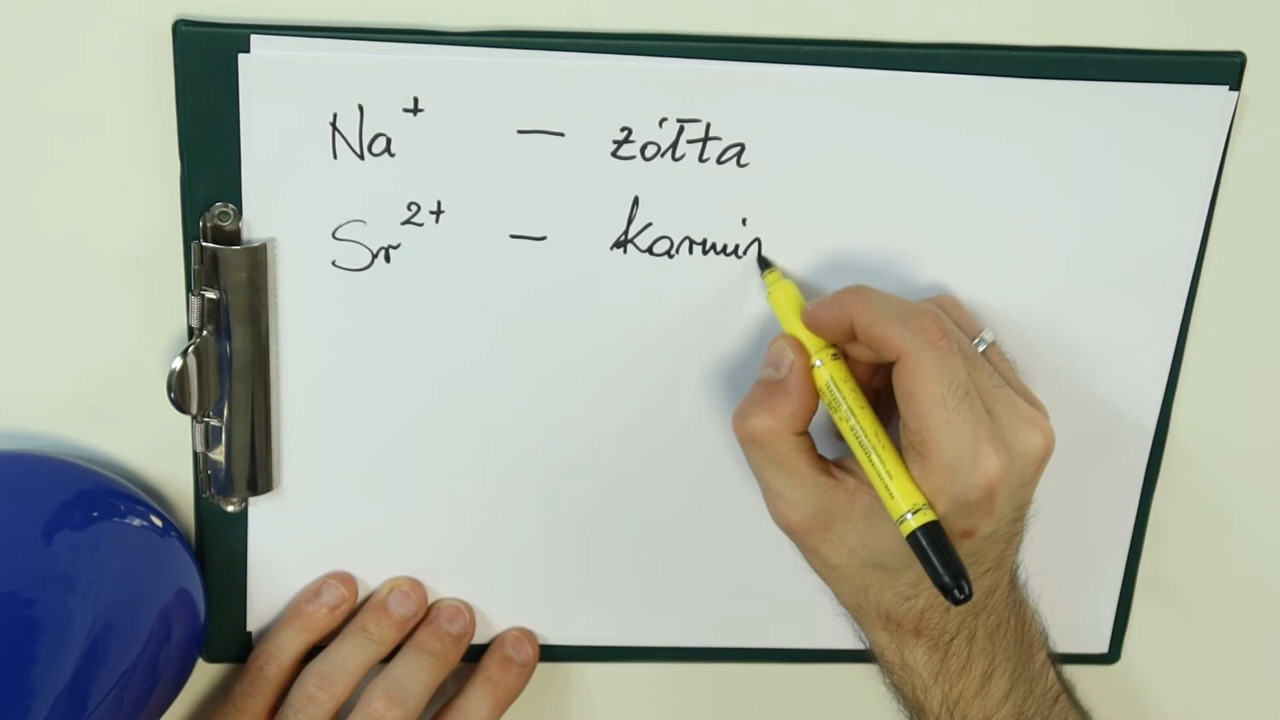 Na⁺ – żółta
Sr²⁺ – karmin